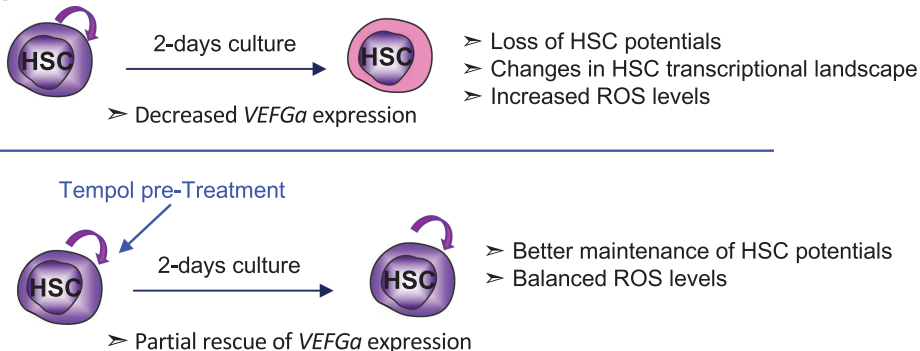 HSC
2-days culture
HSC
➢ Decreased VEFGa expression
➢ Loss of HSC potentials
➢ Changes in HSC transcriptional landscape
➢ Increased ROS levels
Tempol pre-Treatment
HSC
2-days culture
HSC
➢ Partial rescue of VEFGa expression
➢ Better maintenance of HSC potentials
➢ Balanced ROS levels